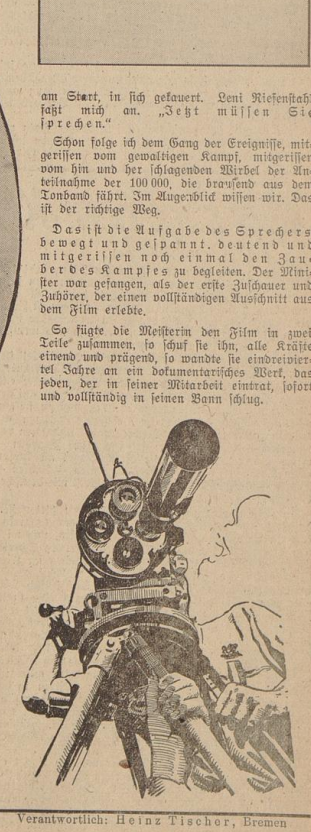 am Start, in sich gekauert. Leni Riefenstahl
faßt mich an. „Jetzt müssen Sie
sprechen.“
Schon folge ich dem Gang der Ereignisse, mit-
gerissen vom gewaltigen Kampf, mitgerissen
vom hin und her schlagenden Wirbel der An-
teilnahme der 100 000, die brausend aus dem
Tonband fährt. Im Augenblick wissen wir. Das
ist der richtige Weg.
Das ist die Aufgabe des Sprechers
bewegt und gespannt, deutend und
mitgerissen noch einmal den Zau-
ber des Kampfes zu begleiten. Der Mini-
ster war gefangen, als der erste Zuschauer und
Zuhörer, der einen vollständigen Ausschnitt aus
dem Film erlebte.
So fügte die Meisterin den Film in zwei
Teile zusammen, so schuf sie ihn, alle Kräfte
einend und prägend, so wandte sie eindreivier-
tel Jahre an ein dokumentarisches Werk, das
jeden, der in seiner Mitarbeit eintrat, sofort
und vollständig in seinen Bann schlug.
Verantwortlich: Heinz Tischer, Bremen